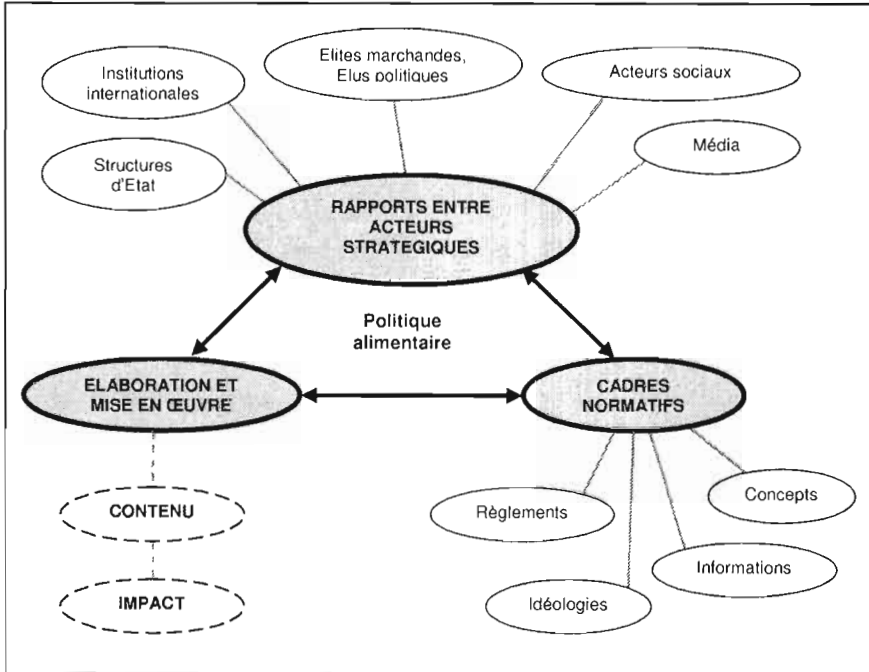 Elites marchandes,
Elus politiques
Institutions
internationales
Acteurs sociaux
Structures
d'Etat
Média
RAPPORTS ENTRE
ACTEURS
STRATEGIQUES
Politique
alimentaire
ELABORATION ET
MISE EN ŒUVRE
CADRES
NORMATIFS
CONTENU
IMPACT
Règlements
Concepts
Informations
Idéologies